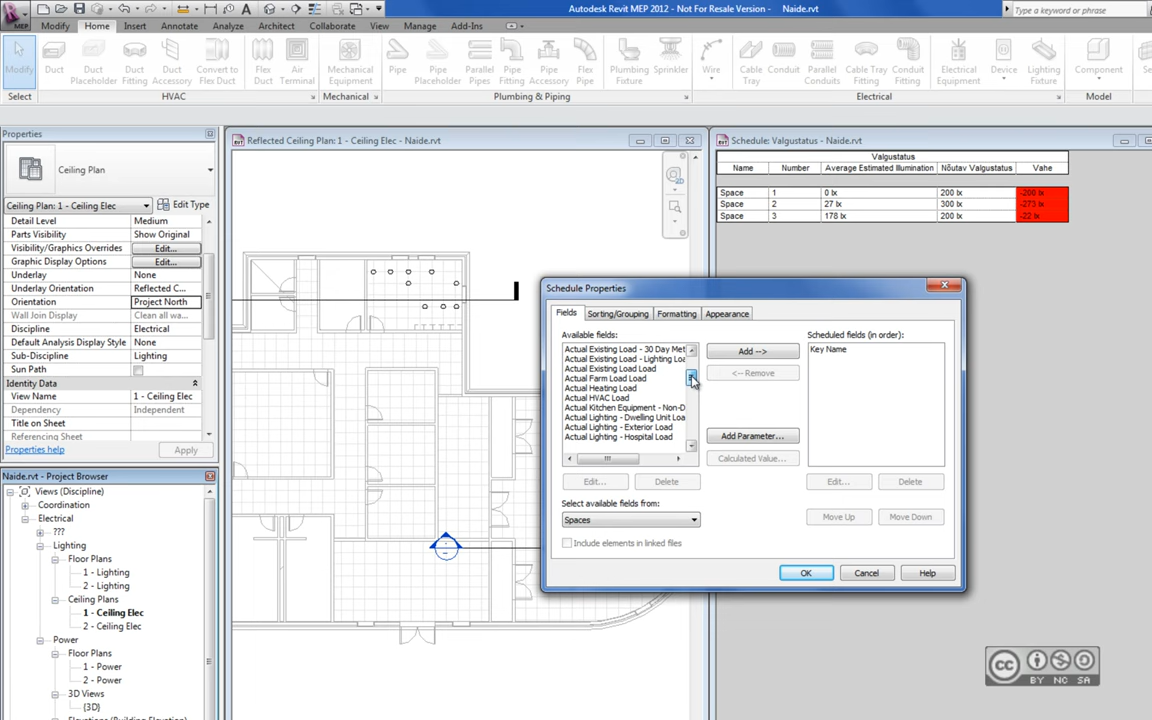 Autodesk Revit MEP 2012 - Not For Resale Version - Naide.rvt
Type a keyword or phrase
MEP
Modify Home Insert Annotate Analyze Architect Collaborate View Manage Add-Ins
Modify
Duct
Duct Placeholder
Duct Fitting
Duct Accessory
Convert to Flex Duct
Flex Duct
Air Terminal
Mechanical Equipment
Pipe
Pipe Placeholder
Parallel Pipes
Pipe Fitting
Pipe Accessory
Flex Pipe
Plumbing Fixture
Sprinkler
Wire
Cable Tray
Conduit
Parallel Conduits
Cable Tray Fitting
Conduit Fitting
Electrical Equipment
Device
Lighting Fixture
Component
Select HVAC Mechanical Plumbing & Piping Electrical Model
Properties
Ceiling Plan
Ceiling Plan: 1 - Ceiling Elec
Edit Type
Detail Level Medium
Parts Visibility Show Original
Visibility/Graphics Overrides Edit...
Graphic Display Options Edit...
Underlay None
Underlay Orientation Reflected C...
Orientation Project North
Wall Join Display Clean all wa...
Discipline Electrical
Default Analysis Display Style None
Sub-Discipline Lighting
Sun Path
Identity Data
View Name 1 - Ceiling Elec
Dependency Independent
Title on Sheet
Referencing Sheet
Properties help Apply
Naide.rvt - Project Browser
Views (Discipline)
Coordination
Electrical
???
Lighting
Floor Plans
1 - Lighting
2 - Lighting
Ceiling Plans
1 - Ceiling Elec
2 - Ceiling Elec
Power
Floor Plans
1 - Power
2 - Power
3D Views
{3D}
Elevations (Building Elevation)
Reflected Ceiling Plan: 1 - Ceiling Elec - Naide.rvt
2D
Schedule: Valgustatus - Naide.rvt
Valgustatus
Name Number Average Estimated Illumination Nõutav Valgustatus Vahe
Space 1 0 lx 200 lx -200 lx
Space 2 27 lx 300 lx -273 lx
Space 3 178 lx 200 lx -22 lx
Schedule Properties
Fields Sorting/Grouping Formatting Appearance
Available fields:
Actual Existing Load - 30 Day Met
Actual Existing Load - Lighting Loa
Actual Existing Load Load
Actual Farm Load Load
Actual Heating Load
Actual HVAC Load
Actual Kitchen Equipment - Non-D
Actual Lighting - Dwelling Unit Loa
Actual Lighting - Exterior Load
Actual Lighting - Hospital Load
Add -->
<-- Remove
Add Parameter...
Calculated Value...
Scheduled fields (in order):
Key Name
Edit... Delete
Edit... Delete
Select available fields from:
Spaces
Move Up Move Down
Include elements in linked files
OK Cancel Help
cc
BY NC SA